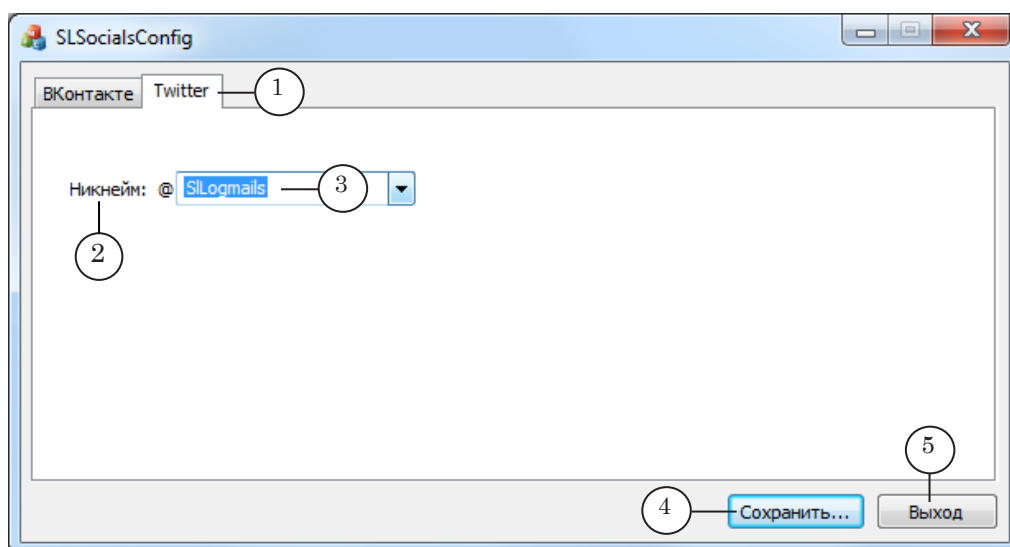 SLSocialsConfig
ВКонтакте Twitter 1
Никнейм: @ SlLogmails 3
2
5
4 Сохранить... Выход